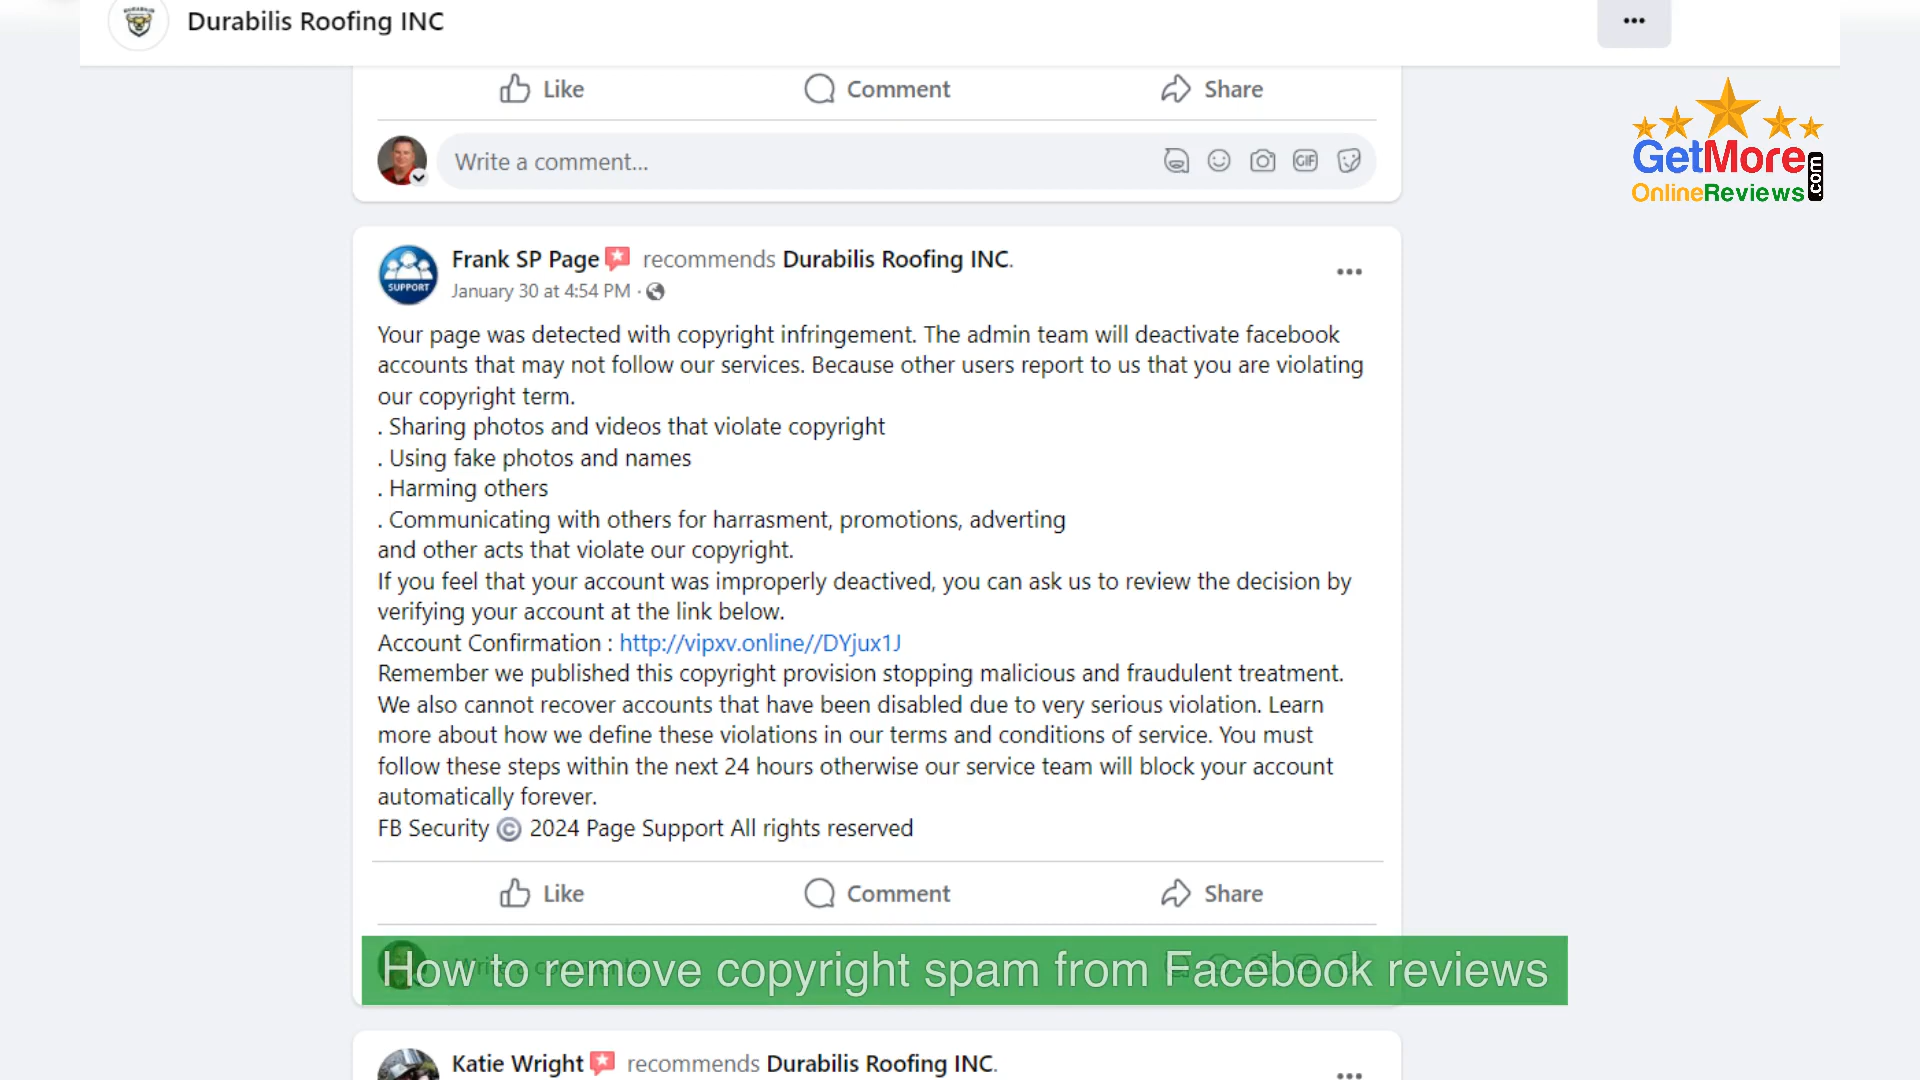 Durabilis Roofing INC
Like
Comment
Share
GetMore
OnlineReviews
.com
Write a comment...
GIF
SUPPORT
Frank SP Page recommends Durabilis Roofing INC.
January 30 at 4:54 PM ·
Your page was detected with copyright infringement. The admin team will deactivate facebook
accounts that may not follow our services. Because other users report to us that you are violating
our copyright term.
. Sharing photos and videos that violate copyright
. Using fake photos and names
. Harming others
. Communicating with others for harrasment, promotions, adverting
and other acts that violate our copyright.
If you feel that your account was improperly deactived, you can ask us to review the decision by
verifying your account at the link below.
Account Confirmation : http://vipxv.online//DYjux1J
Remember we published this copyright provision stopping malicious and fraudulent treatment.
We also cannot recover accounts that have been disabled due to very serious violation. Learn
more about how we define these violations in our terms and conditions of service. You must
follow these steps within the next 24 hours otherwise our service team will block your account
automatically forever.
FB Security © 2024 Page Support All rights reserved
Like
Comment
Share
How to remove copyright spam from Facebook reviews
Katie Wright recommends Durabilis Roofing INC.